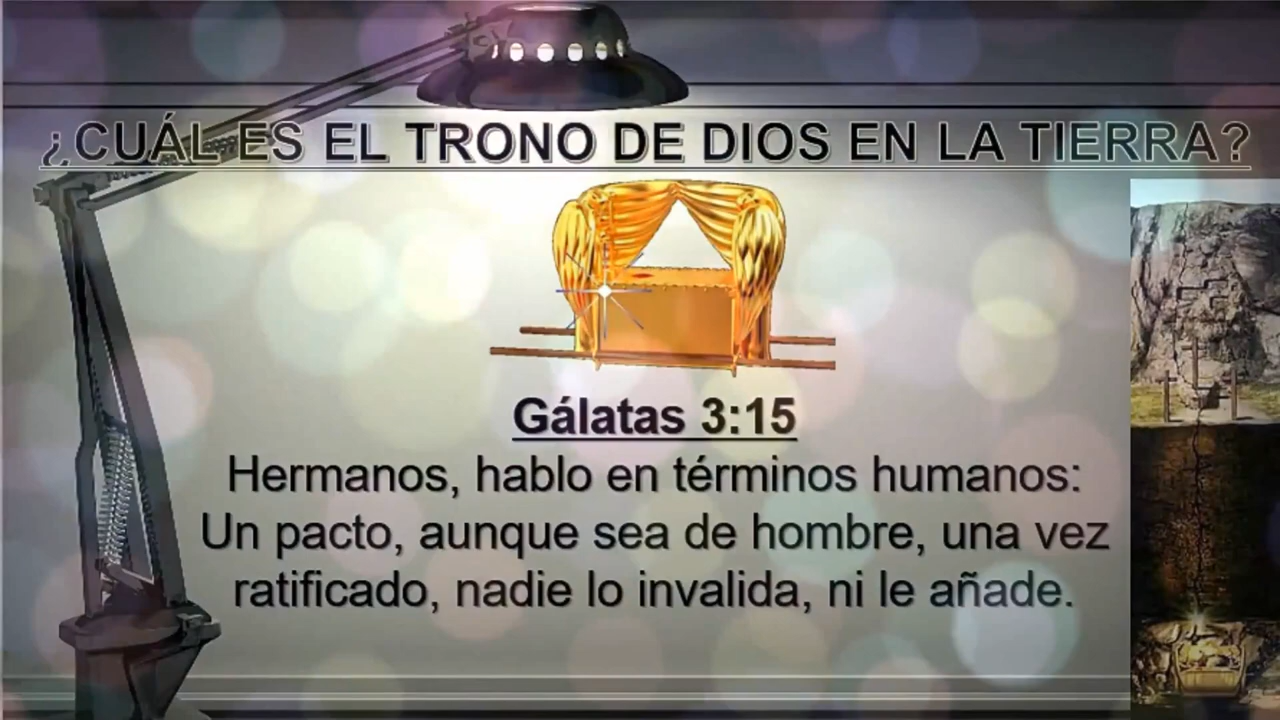 ¿CUÁL ES EL TRONO DE DIOS EN LA TIERRA?
Gálatas 3:15
Hermanos, hablo en términos humanos:
Un pacto, aunque sea de hombre, una vez
ratificado, nadie lo invalida, ni le añade.